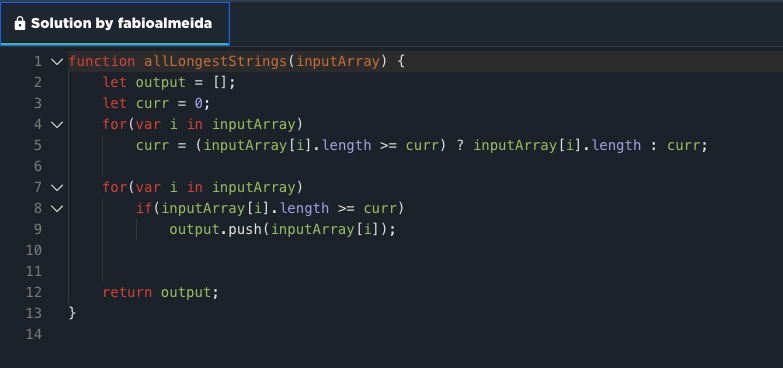 Solution by fabioalmeida
1 function allLongestStrings(inputArray) {
2     let output = [];
3     let curr = 0;
4     for(var i in inputArray)
5         curr = (inputArray[i].length >= curr) ? inputArray[i].length : curr;
6
7     for(var i in inputArray)
8         if(inputArray[i].length >= curr)
9             output.push(inputArray[i]);
10
11
12     return output;
13 }
14